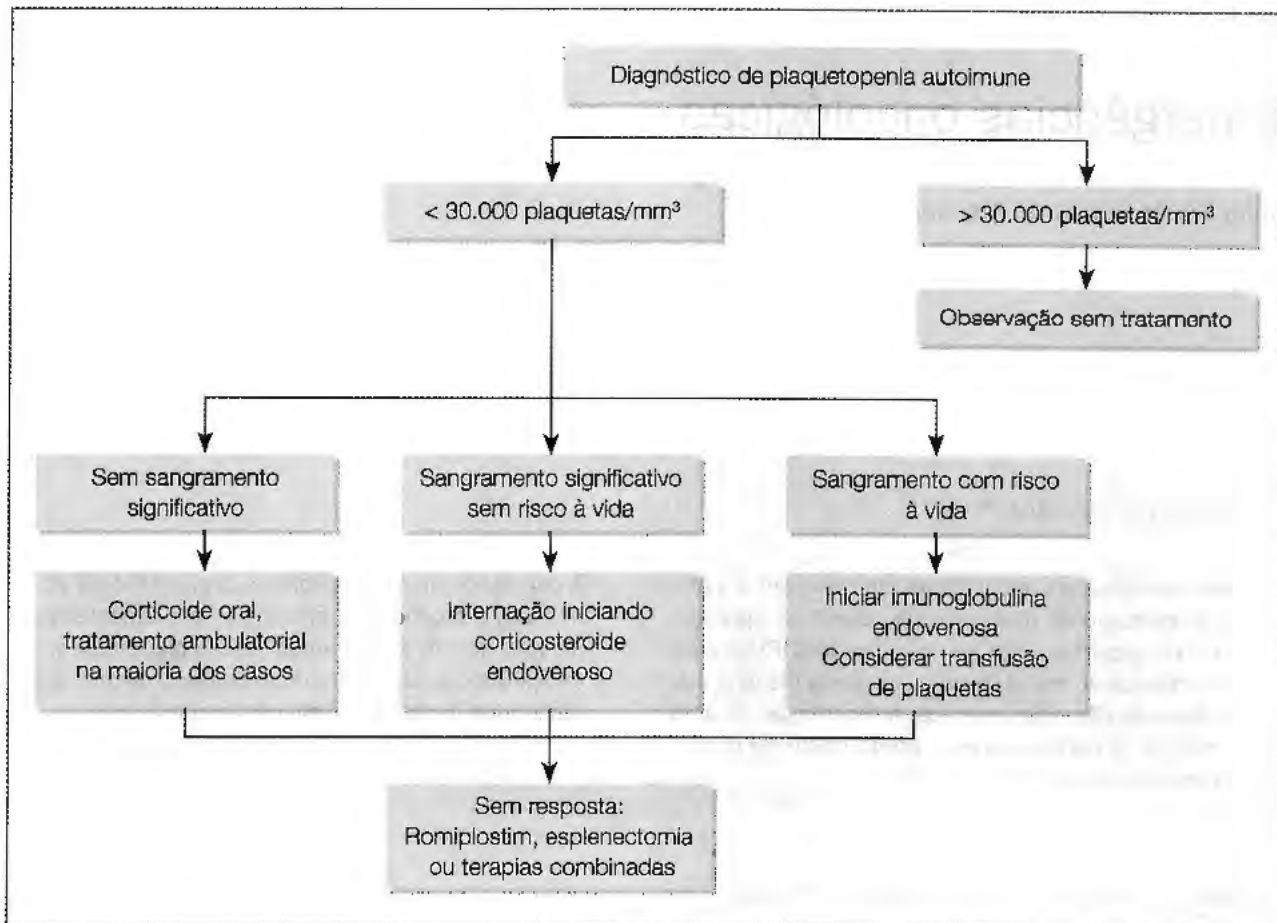 Diagnóstico de plaquetopenia autoimune
< 30.000 plaquetas/mm³
> 30.000 plaquetas/mm³
Observação sem tratamento
Sem sangramento
significativo
Sangramento significativo
sem risco à vida
Sangramento com risco
à vida
Corticoide oral,
tratamento ambulatorial
na maioria dos casos
Internação iniciando
corticosteroide
endovenoso
Iniciar imunoglobulina
endovenosa
Considerar transfusão
de plaquetas
Sem resposta:
Romiplostim, esplenectomia
ou terapias combinadas